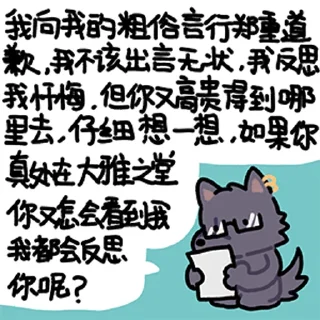 我向我的粗俗言行郑重道
歉,我不该出言无状,我反思
我忏悔,但你又高贵得到哪
里去,仔细想一想,如果你
真处在大雅之堂
你又怎会看到我
我都会反思
你呢?